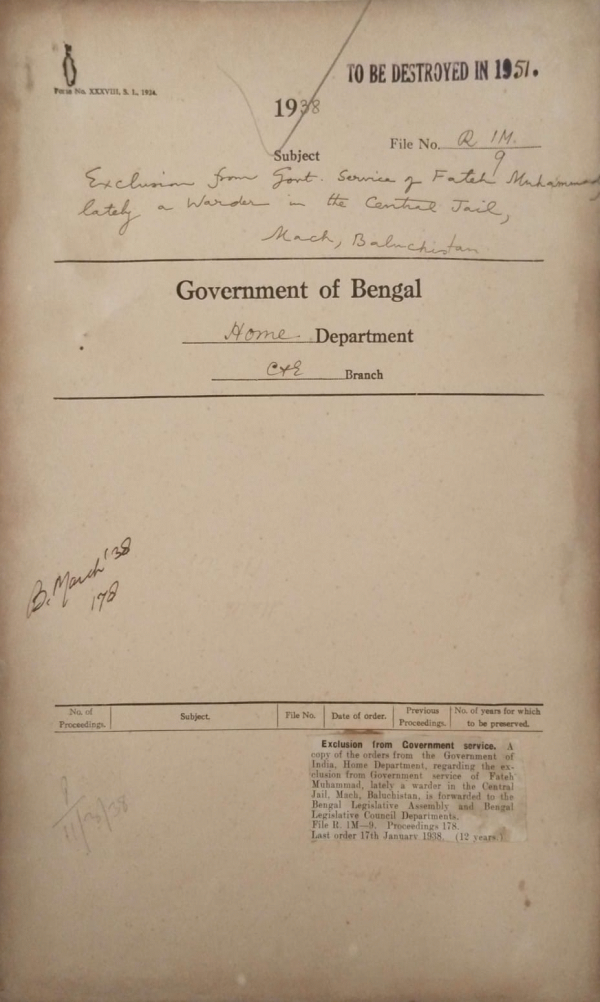 TO BE DESTROYED IN 1951.
Form No. XXXVIII, S. I., 1934.
1938
File No. R 1M. 9
Subject
Exclusion from Govt. Service of Fateh Muhammad,
lately a Warder in the Central Jail,
Mach, Baluchistan
Government of Bengal
Home Department
C & E Branch
B. March '38
178
No. of Proceedings. Subject. File No. Date of order. Previous Proceedings. No. of years for which to be preserved.
Exclusion from Government service. A
copy of the orders from the Government of
India, Home Department, regarding the ex-
clusion from Government service of Fateh
Muhammad, lately a warder in the Central
Jail, Mach, Baluchistan, is forwarded to the
Bengal Legislative Assembly and Bengal
Legislative Council Departments.
File R. 1M—9. Proceedings 178.
Last order 17th January 1938. (12 years.)